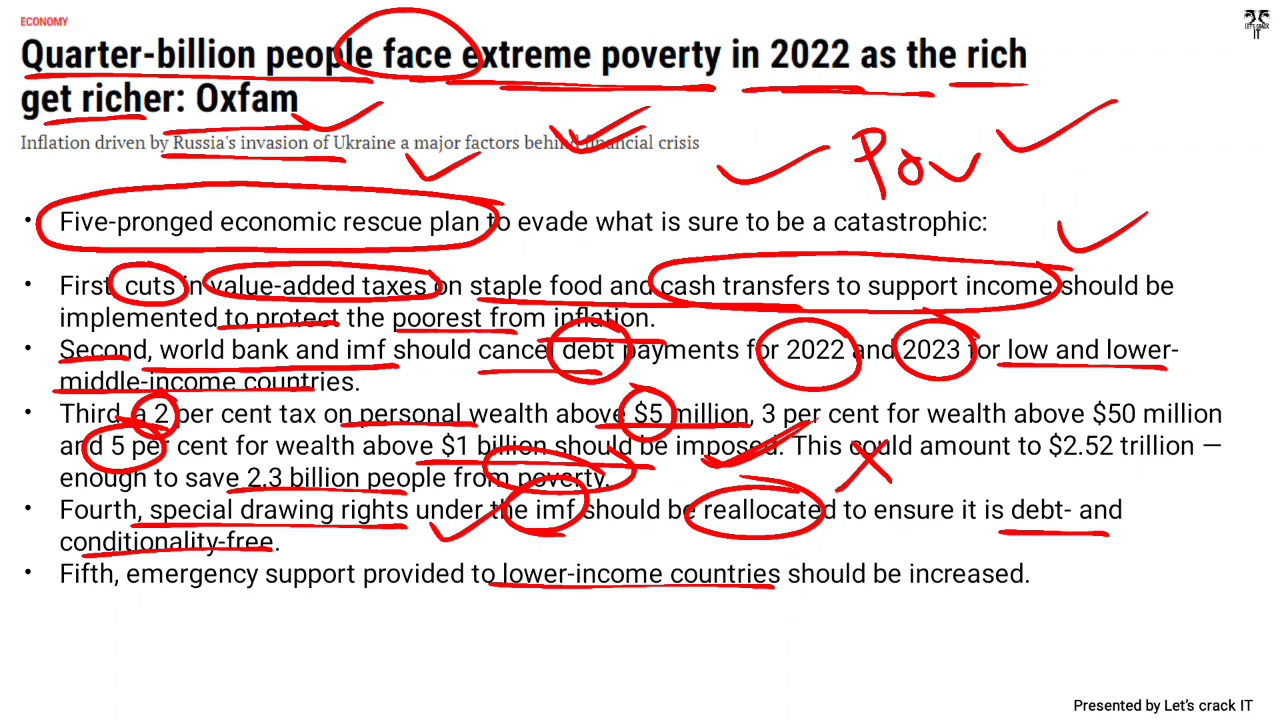 ECONOMY
LET'S CRACK
IT
Quarter-billion people face extreme poverty in 2022 as the rich
get richer: Oxfam
Inflation driven by Russia's invasion of Ukraine a major factors behind financial crisis
Pov
• Five-pronged economic rescue plan to evade what is sure to be a catastrophic:
• First, cuts in value-added taxes on staple food and cash transfers to support income should be
implemented to protect the poorest from inflation.
• Second, world bank and imf should cancel debt payments for 2022 and 2023 for low and lower-
middle-income countries.
• Third, a 2 per cent tax on personal wealth above $5 million, 3 per cent for wealth above $50 million
and 5 per cent for wealth above $1 billion should be imposed. This could amount to $2.52 trillion —
enough to save 2.3 billion people from poverty.
• Fourth, special drawing rights under the imf should be reallocated to ensure it is debt- and
conditionality-free.
• Fifth, emergency support provided to lower-income countries should be increased.
Presented by Let's crack IT